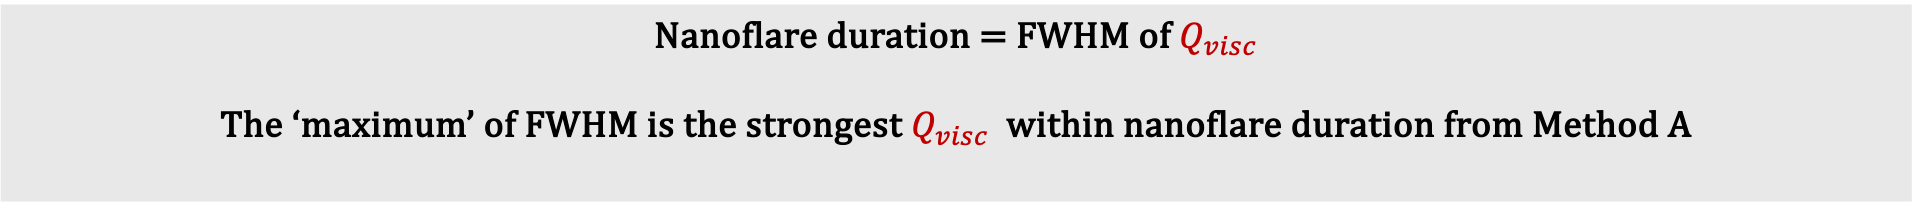 Nanoflare duration = FWHM of Q_visc
The ‘maximum’ of FWHM is the strongest Q_visc within nanoflare duration from Method A